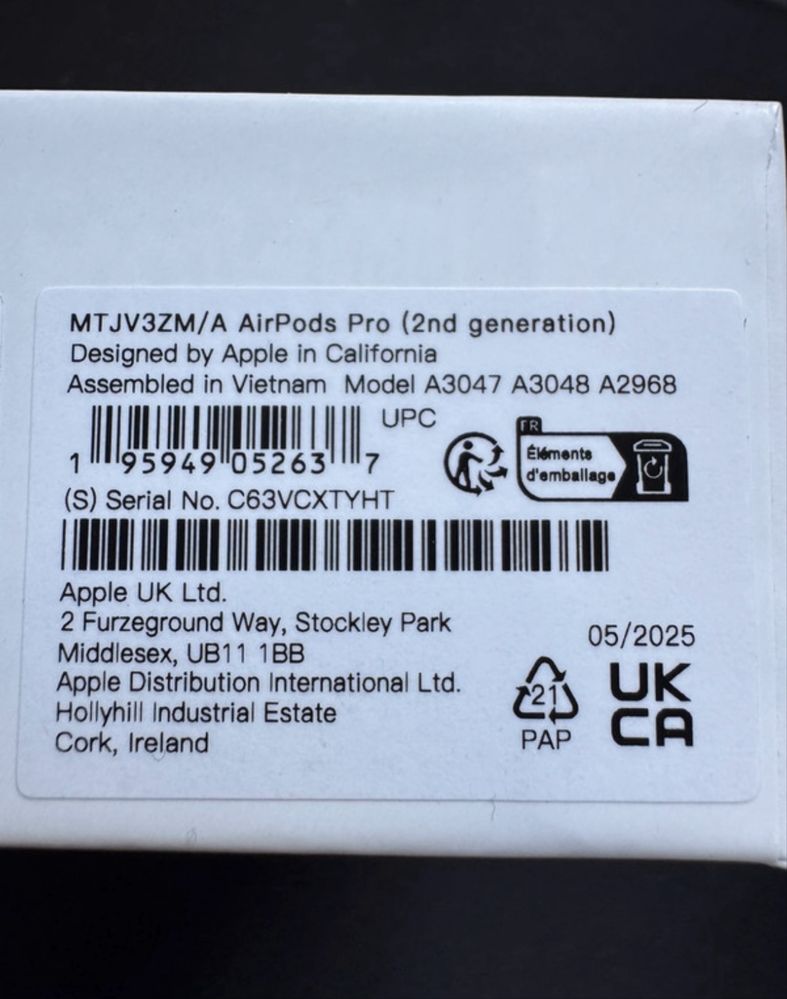 MTJV3ZM/A AirPods Pro (2nd generation)
Designed by Apple in California
Assembled in Vietnam Model A3047 A3048 A2968
UPC
1 95949 05263 7
FR
Éléments
d'emballage
(S) Serial No. C63VCXTYHT
Apple UK Ltd.
2 Furzeground Way, Stockley Park
Middlesex, UB11 1BB
Apple Distribution International Ltd.
Hollyhill Industrial Estate
Cork, Ireland
05/2025
21
PAP
UK
CA